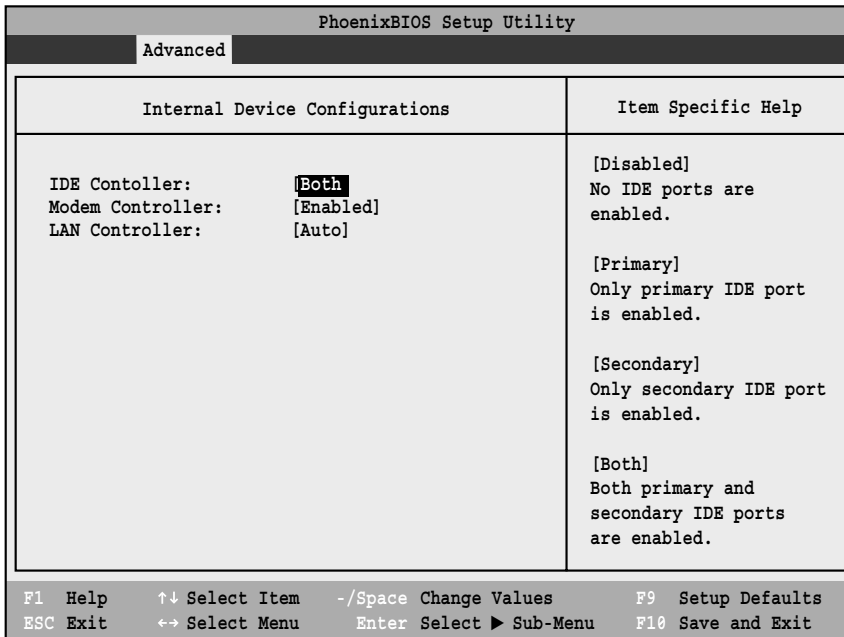 PhoenixBIOS Setup Utility
Advanced
Internal Device Configurations
IDE Contoller: [Both
Modem Controller: [Enabled]
LAN Controller: [Auto]
Item Specific Help
[Disabled]
No IDE ports are
enabled.
[Primary]
Only primary IDE port
is enabled.
[Secondary]
Only secondary IDE port
is enabled.
[Both]
Both primary and
secondary IDE ports
are enabled.
F1 Help ↑↓ Select Item -/Space Change Values F9 Setup Defaults
ESC Exit ←→ Select Menu Enter Select ▶ Sub-Menu F10 Save and Exit